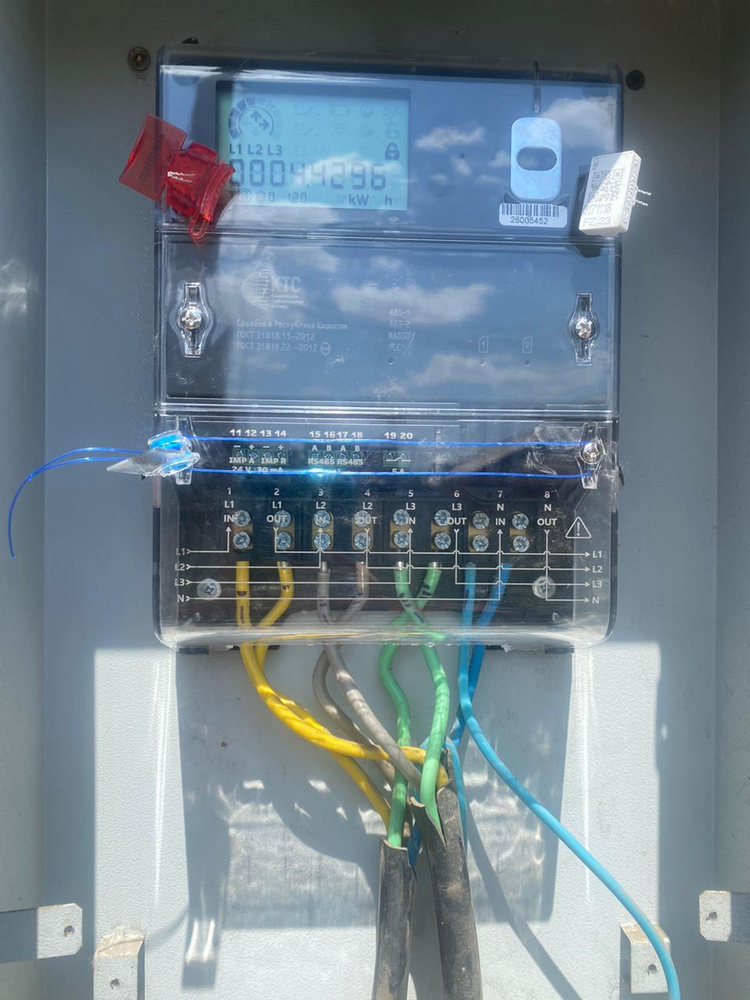 L1 L2 L3
00044296
180
kW h
26005452
0171118
FZ.23
КТС
485-1
485-2
RADIO
PLC
Сделано в Республике Казахстан
ГОСТ 31818.11-2012
ГОСТ 31819.22 -2012
1 2
11 12 13 14 15 16 17 18 19 20
- + - + A B A B
IMP A IMP R RS485 RS485
24 V 30 mA 5 A
1 2 3 4 5 6 7 8
L1 L1 L2 L2 L3 L3 N N
IN OUT IN OUT IN OUT IN OUT
L1 L1
L2 L2
L3 L3
N N